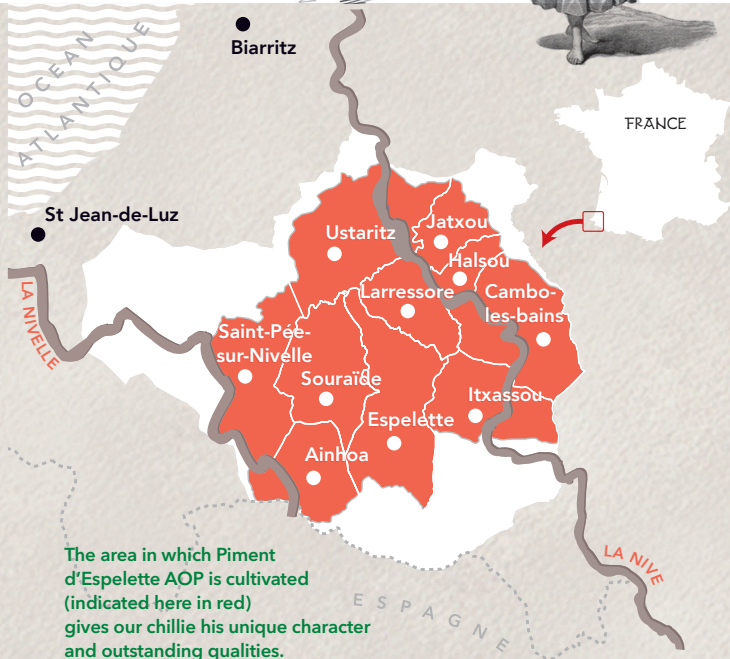 OCEAN
ATLANTIQUE
Biarritz
FRANCE
St Jean-de-Luz
Ustaritz
Jatxou
Halsou
LA NIVELLE
Larressore
Cambo-
les-bains
Saint-Pée-
sur-Nivelle
Souraïde
Itxassou
Espelette
Ainhoa
LA NIVE
ESPAGNE
The area in which Piment
d'Espelette AOP is cultivated
(indicated here in red)
gives our chillie his unique character
and outstanding qualities.